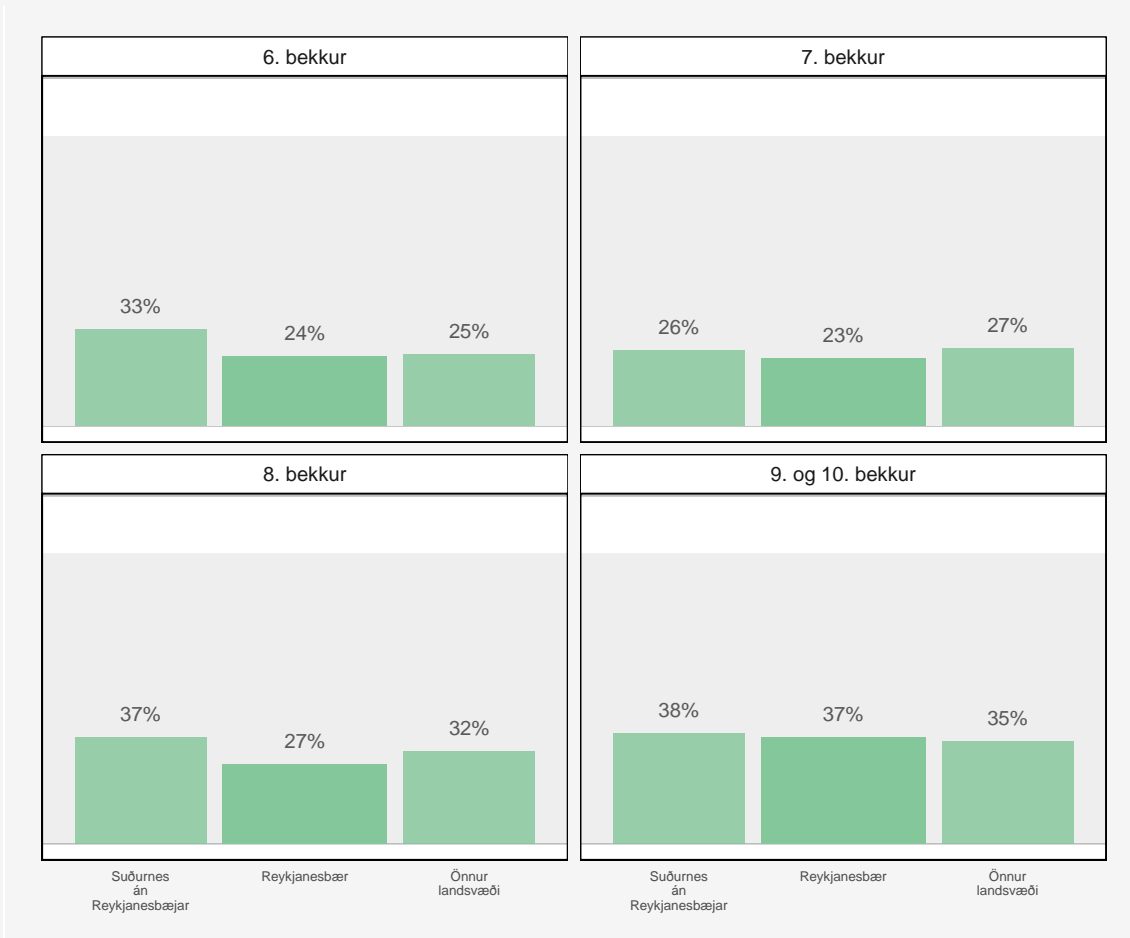 6. bekkur
33%
24%
25%
7. bekkur
26%
23%
27%
8. bekkur
37%
27%
32%
9. og 10. bekkur
38%
37%
35%
Suðurnes
án
Reykjanesbæjar
Reykjanesbær
Önnur
landsvæði
Suðurnes
án
Reykjanesbæjar
Reykjanesbær
Önnur
landsvæði